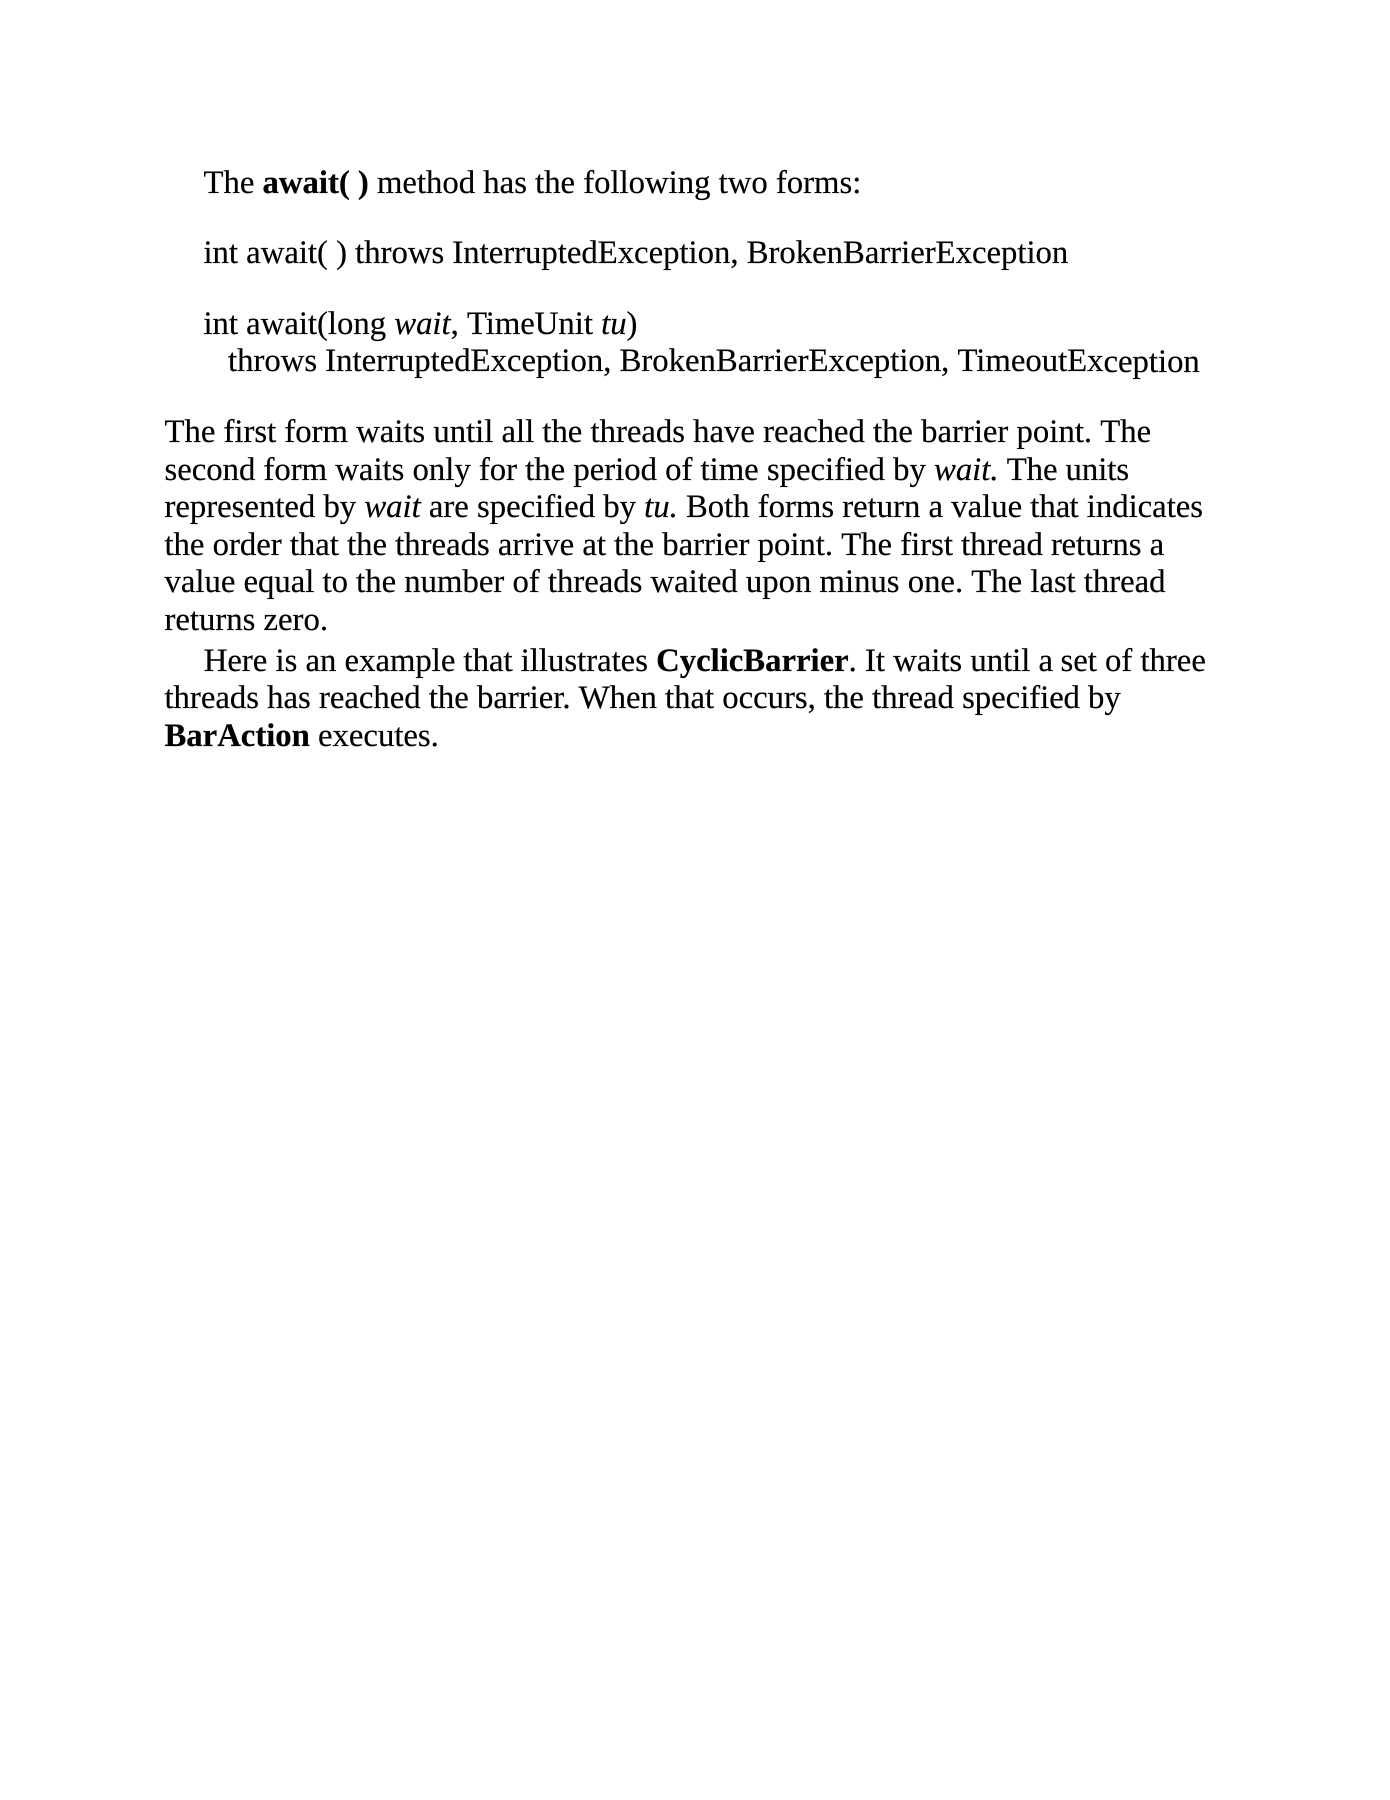 The await( ) method has the following two forms:
int await( ) throws InterruptedException, BrokenBarrierException
int await(long wait, TimeUnit tu)
throws InterruptedException, BrokenBarrierException, TimeoutException
The first form waits until all the threads have reached the barrier point. The
second form waits only for the period of time specified by wait. The units
represented by wait are specified by tu. Both forms return a value that indicates
the order that the threads arrive at the barrier point. The first thread returns a
value equal to the number of threads waited upon minus one. The last thread
returns zero.
Here is an example that illustrates CyclicBarrier. It waits until a set of three
threads has reached the barrier. When that occurs, the thread specified by
BarAction executes.